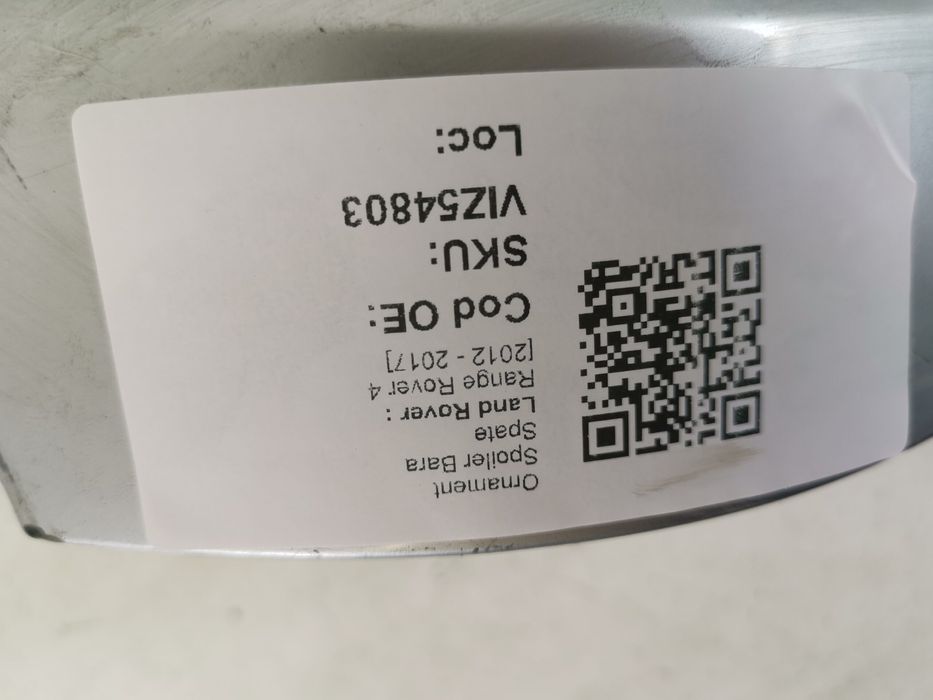 Ornament
Spoiler Bara
Spate
Land Rover :
Range Rover 4
[2012 - 2017]
Cod OE:
SKU:
VIZ54803
Loc: